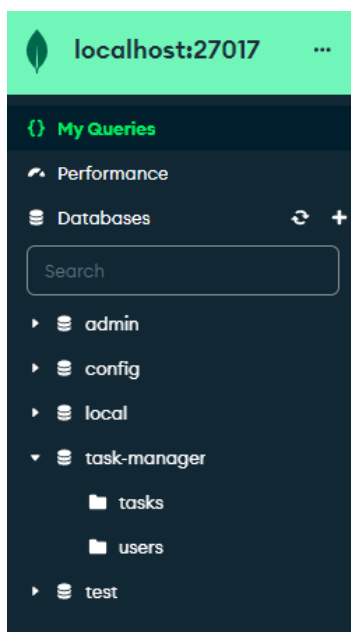 localhost:27017 ...
{} My Queries
Performance
Databases +
Search
admin
config
local
task-manager
tasks
users
test